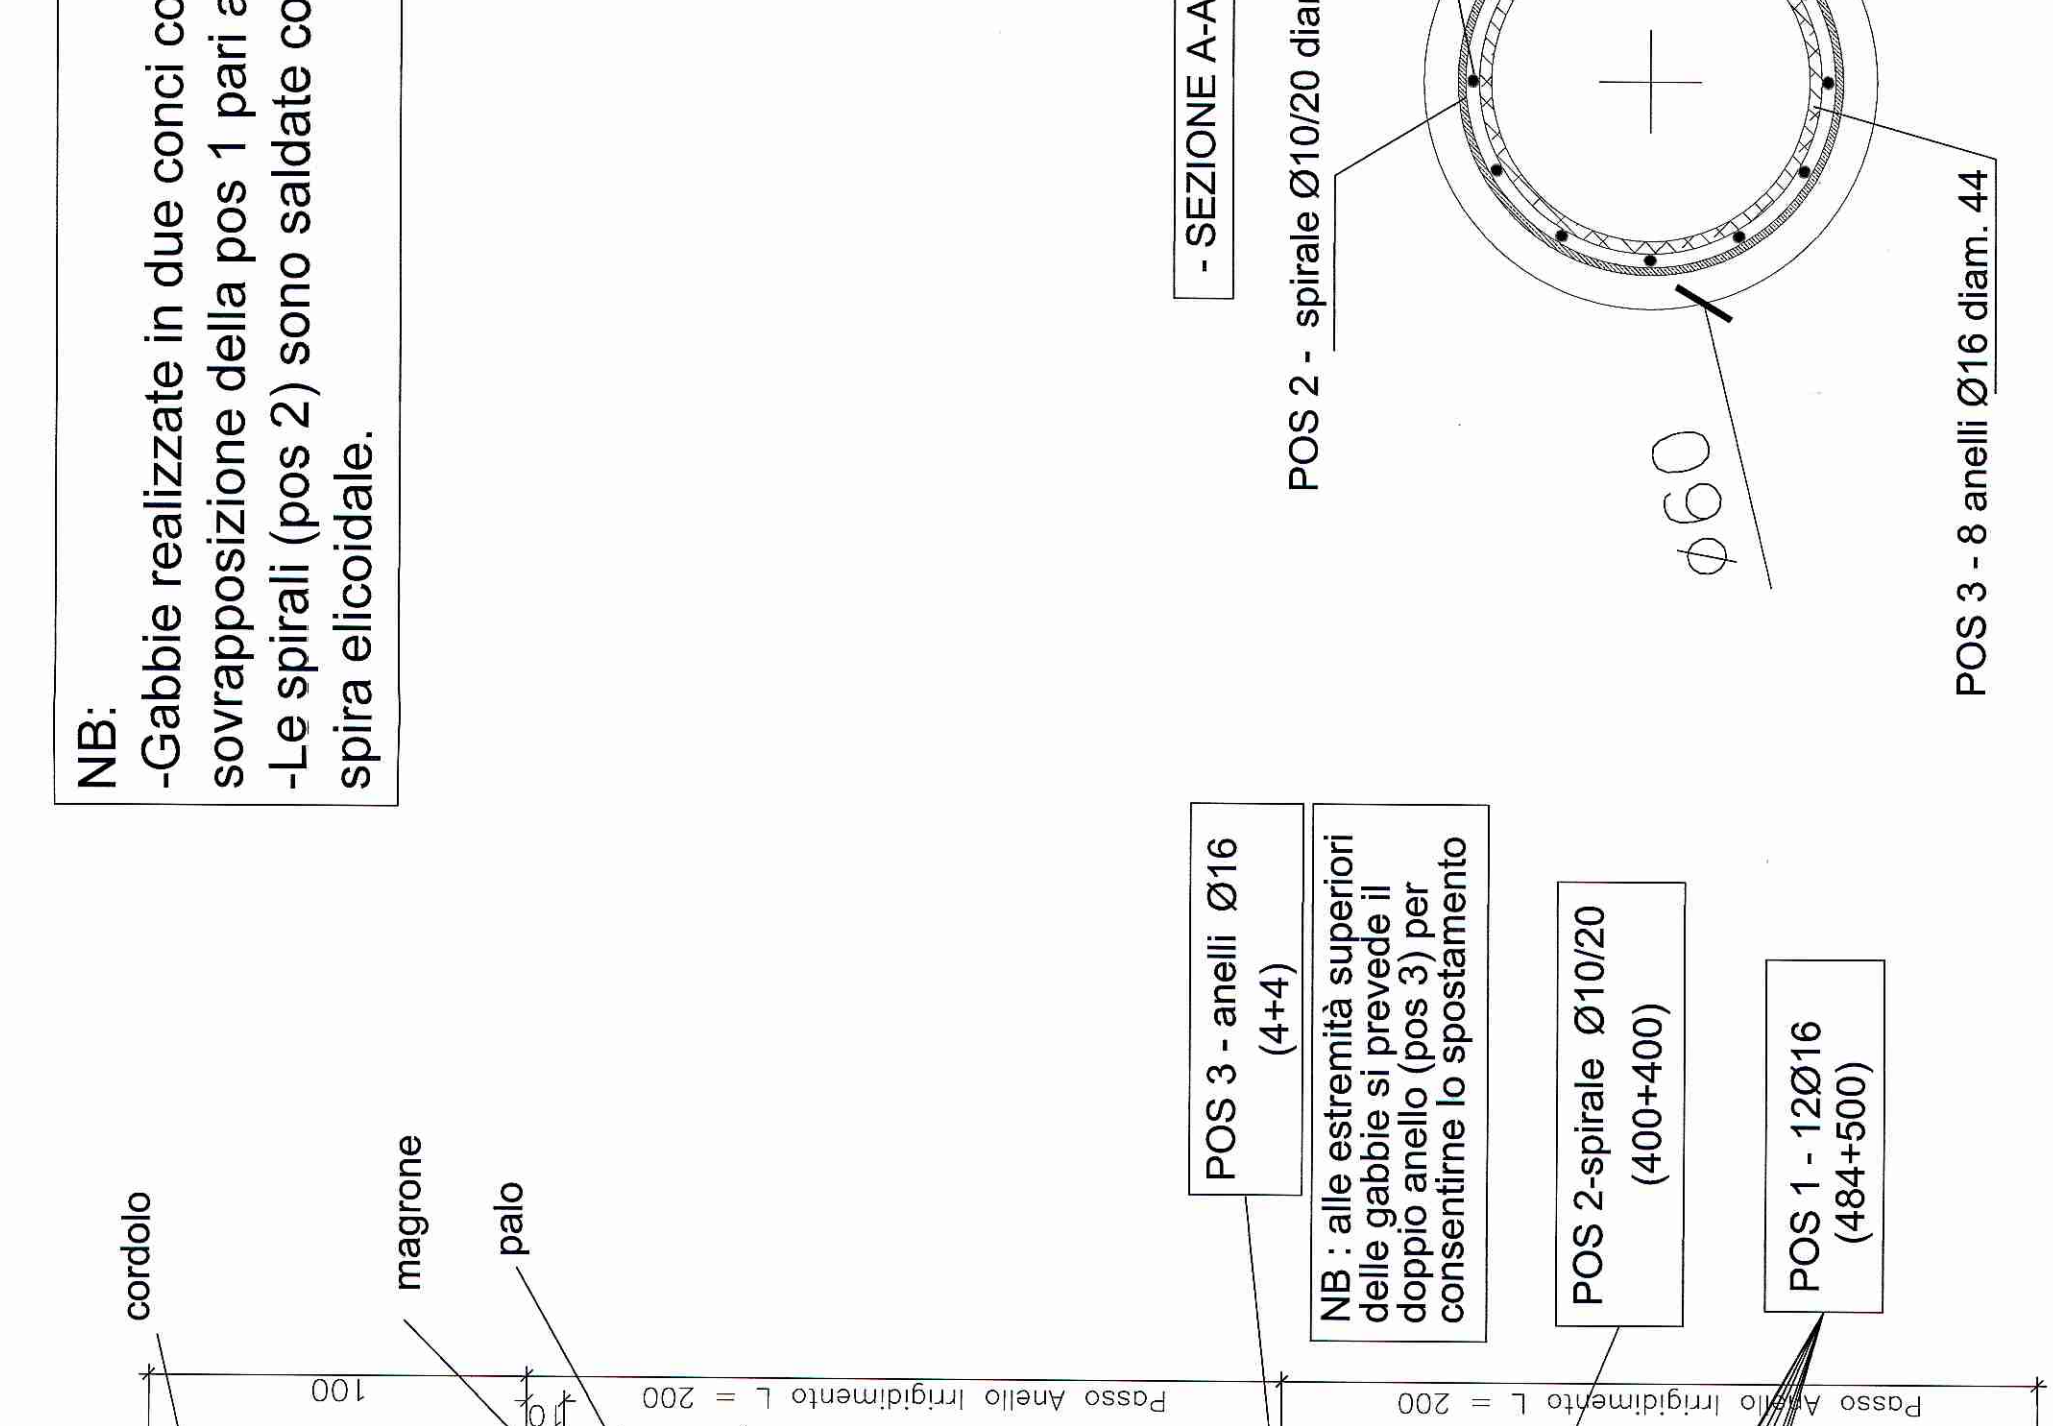 NB:
-Gabbie realizzate in due conci
sovrapposizione della pos 1 pari
-Le spirali (pos 2) sono saldate
spira elicoidale.
- SEZIONE A-A
POS 2 - spirale Ø10/20
ϕ60
POS 3 - 8 anelli Ø16 diam. 44
POS 3 - anelli Ø16
(4+4)
NB : alle estremità superiori
delle gabbie si prevede il
doppio anello (pos 3) per
consentirne lo spostamento
POS 2-spirale Ø10/20
(400+400)
POS 1 - 12Ø16
(484+500)
cordolo
magrone
palo
100
10
Passo Anello Irrigidimento L = 200
Passo Anello Irrigidimento L = 200